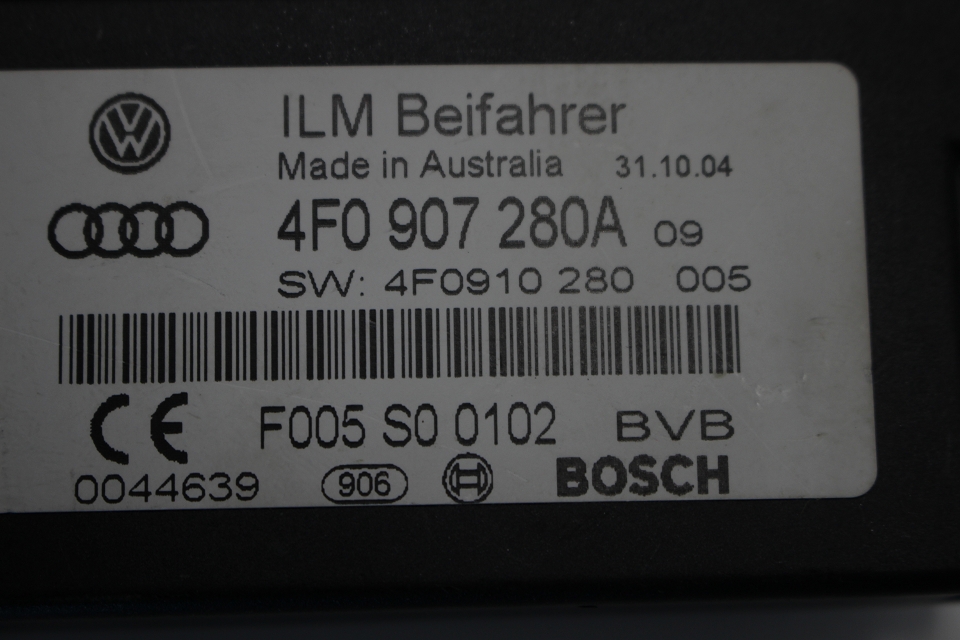 ILM Beifahrer
Made in Australia 31.10.04
4F0 907 280A 09
SW: 4F0910 280 005
CE F005 S0 0102 BVB
0044639 906 BOSCH